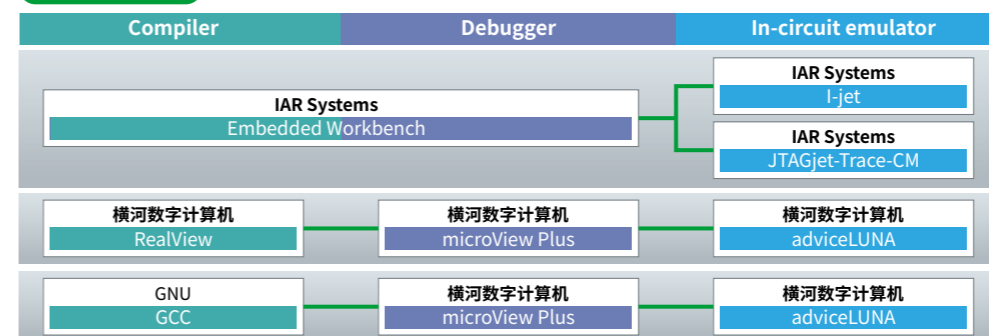 Compiler Debugger In-circuit emulator
IAR Systems
I-jet
IAR Systems
Embedded Workbench
IAR Systems
JTAGjet-Trace-CM
横河数字计算机 横河数字计算机 横河数字计算机
RealView microView Plus adviceLUNA
GNU 横河数字计算机 横河数字计算机
GCC microView Plus adviceLUNA